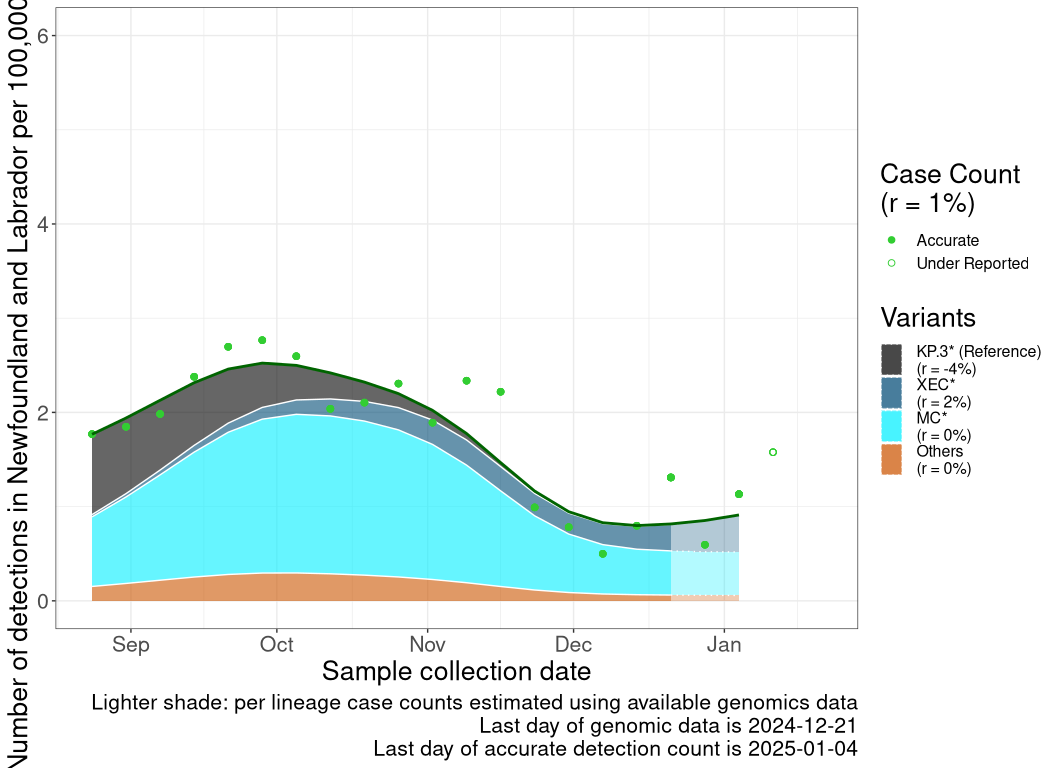 Number of detections in Newfoundland and Labrador per 100,000
6
4
2
0
Sep
Oct
Nov
Dec
Jan
Sample collection date
Lighter shade: per lineage case counts estimated using available genomics data
Last day of genomic data is 2024-12-21
Last day of accurate detection count is 2025-01-04
Case Count
(r = 1%)
Accurate
Under Reported
Variants
KP.3* (Reference)
(r = -4%)
XEC*
(r = 2%)
MC*
(r = 0%)
Others
(r = 0%)